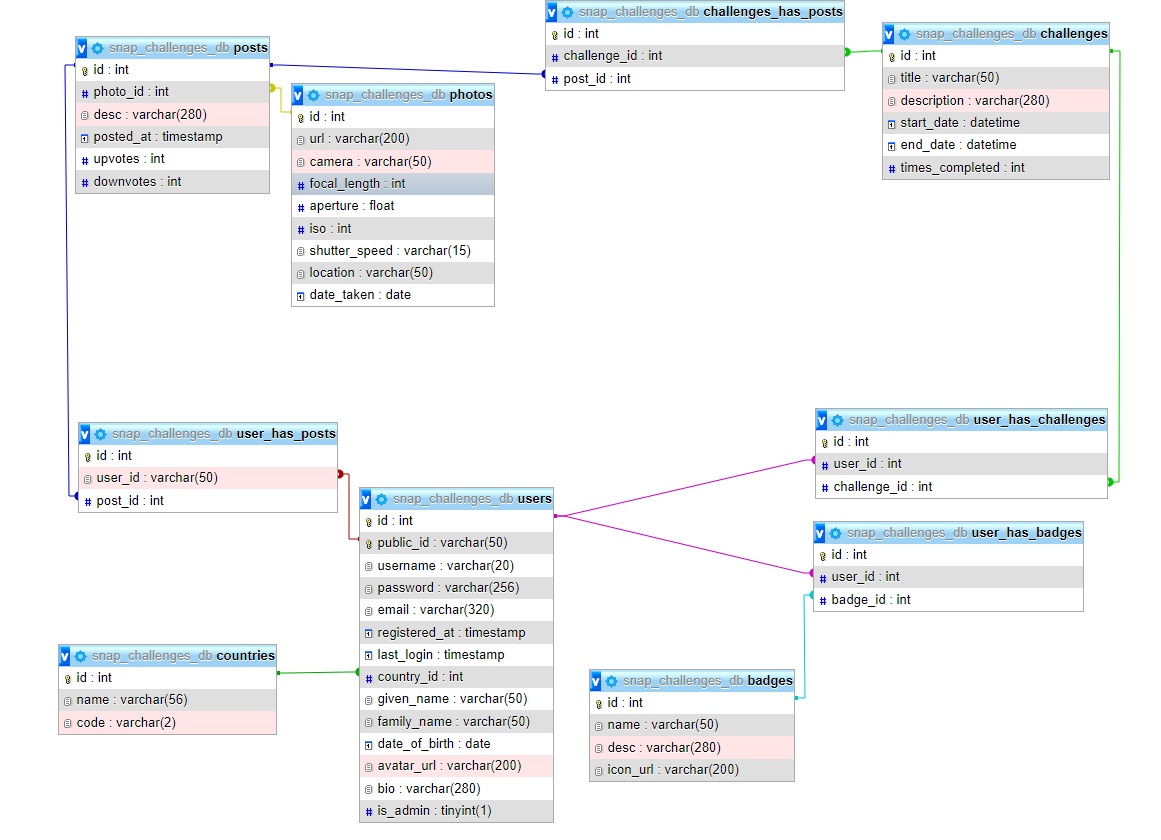 snap_challenges_db posts
id : int
photo_id : int
desc : varchar(280)
posted_at : timestamp
upvotes : int
downvotes : int
snap_challenges_db photos
id : int
url : varchar(200)
camera : varchar(50)
focal_length : int
aperture : float
iso : int
shutter_speed : varchar(15)
location : varchar(50)
date_taken : date
snap_challenges_db challenges_has_posts
id : int
challenge_id : int
post_id : int
snap_challenges_db challenges
id : int
title : varchar(50)
description : varchar(280)
start_date : datetime
end_date : datetime
times_completed : int
snap_challenges_db user_has_posts
id : int
user_id : varchar(50)
post_id : int
snap_challenges_db users
id : int
public_id : varchar(50)
username : varchar(20)
password : varchar(256)
email : varchar(320)
registered_at : timestamp
last_login : timestamp
country_id : int
given_name : varchar(50)
family_name : varchar(50)
date_of_birth : date
avatar_url : varchar(200)
bio : varchar(280)
is_admin : tinyint(1)
snap_challenges_db user_has_challenges
id : int
user_id : int
challenge_id : int
snap_challenges_db user_has_badges
id : int
user_id : int
badge_id : int
snap_challenges_db countries
id : int
name : varchar(56)
code : varchar(2)
snap_challenges_db badges
id : int
name : varchar(50)
desc : varchar(280)
icon_url : varchar(200)